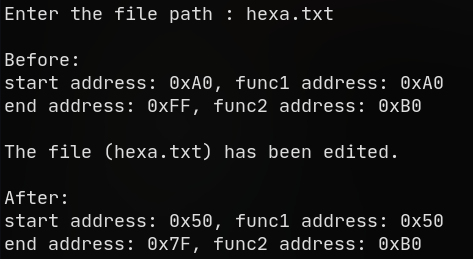 Enter the file path : hexa.txt
Before:
start address: 0xA0, func1 address: 0xA0
end address: 0xFF, func2 address: 0xB0
The file (hexa.txt) has been edited.
After:
start address: 0x50, func1 address: 0x50
end address: 0x7F, func2 address: 0xB0